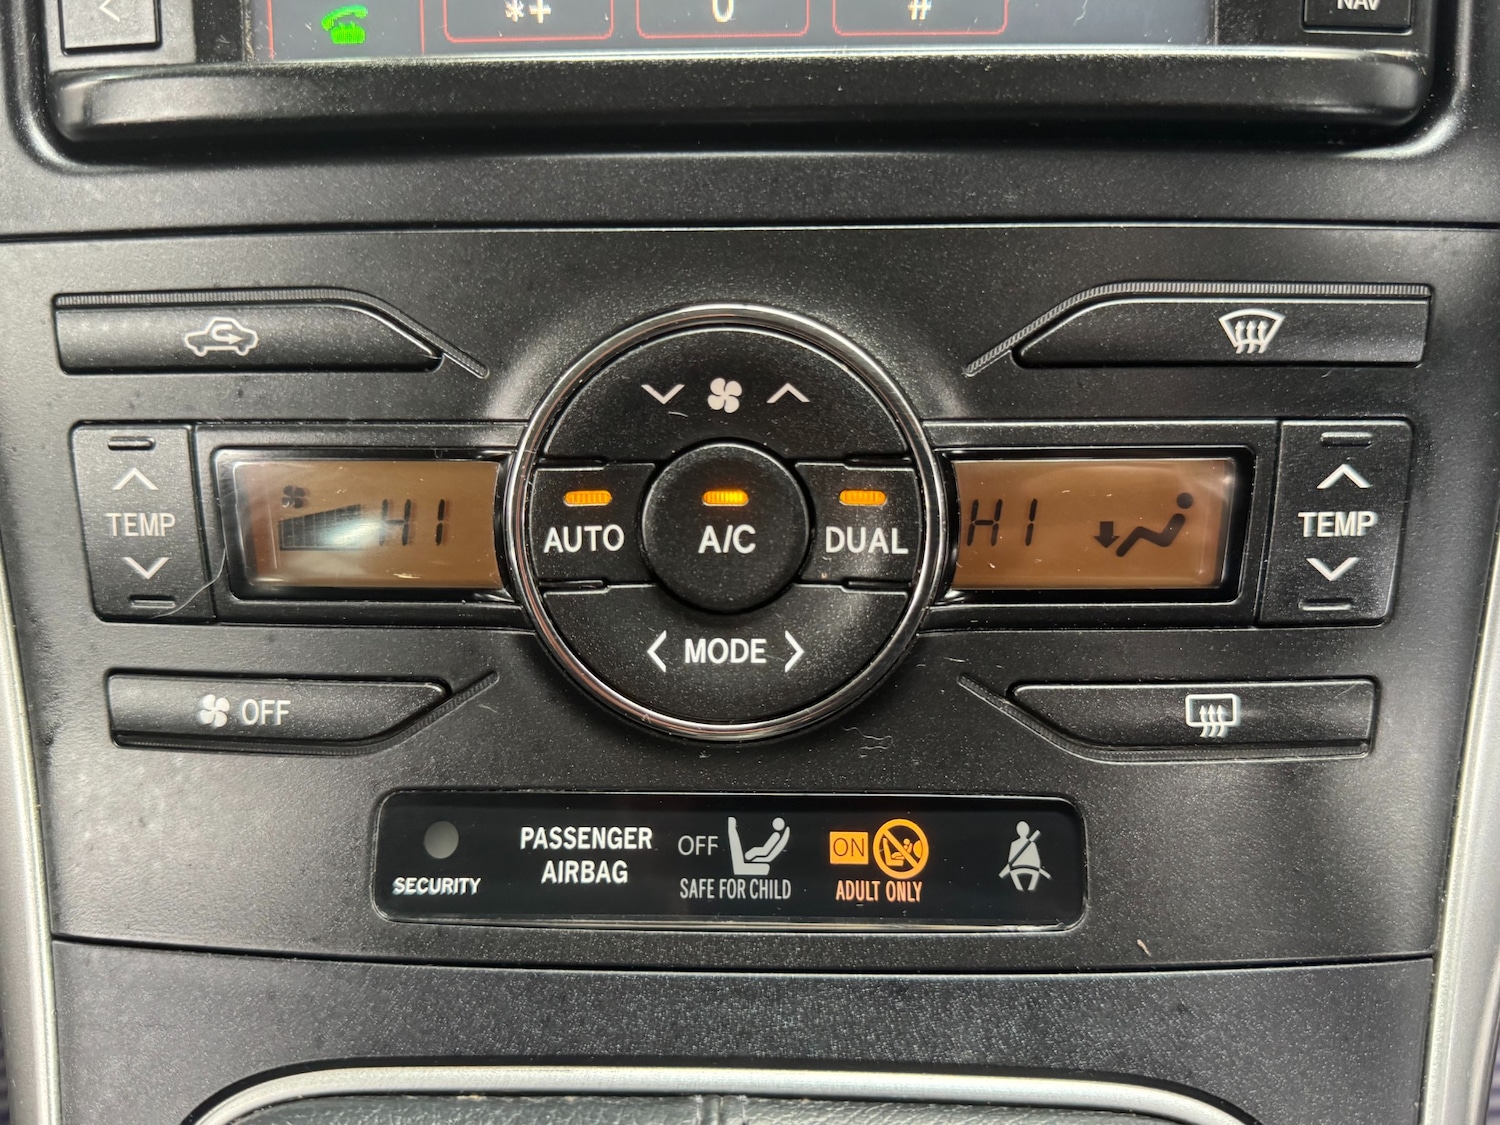 *+
0
#
NAV
TEMP
HI
AUTO
A/C
DUAL
HI
TEMP
MODE
OFF
SECURITY
PASSENGER
AIRBAG
OFF
SAFE FOR CHILD
ON
ADULT ONLY